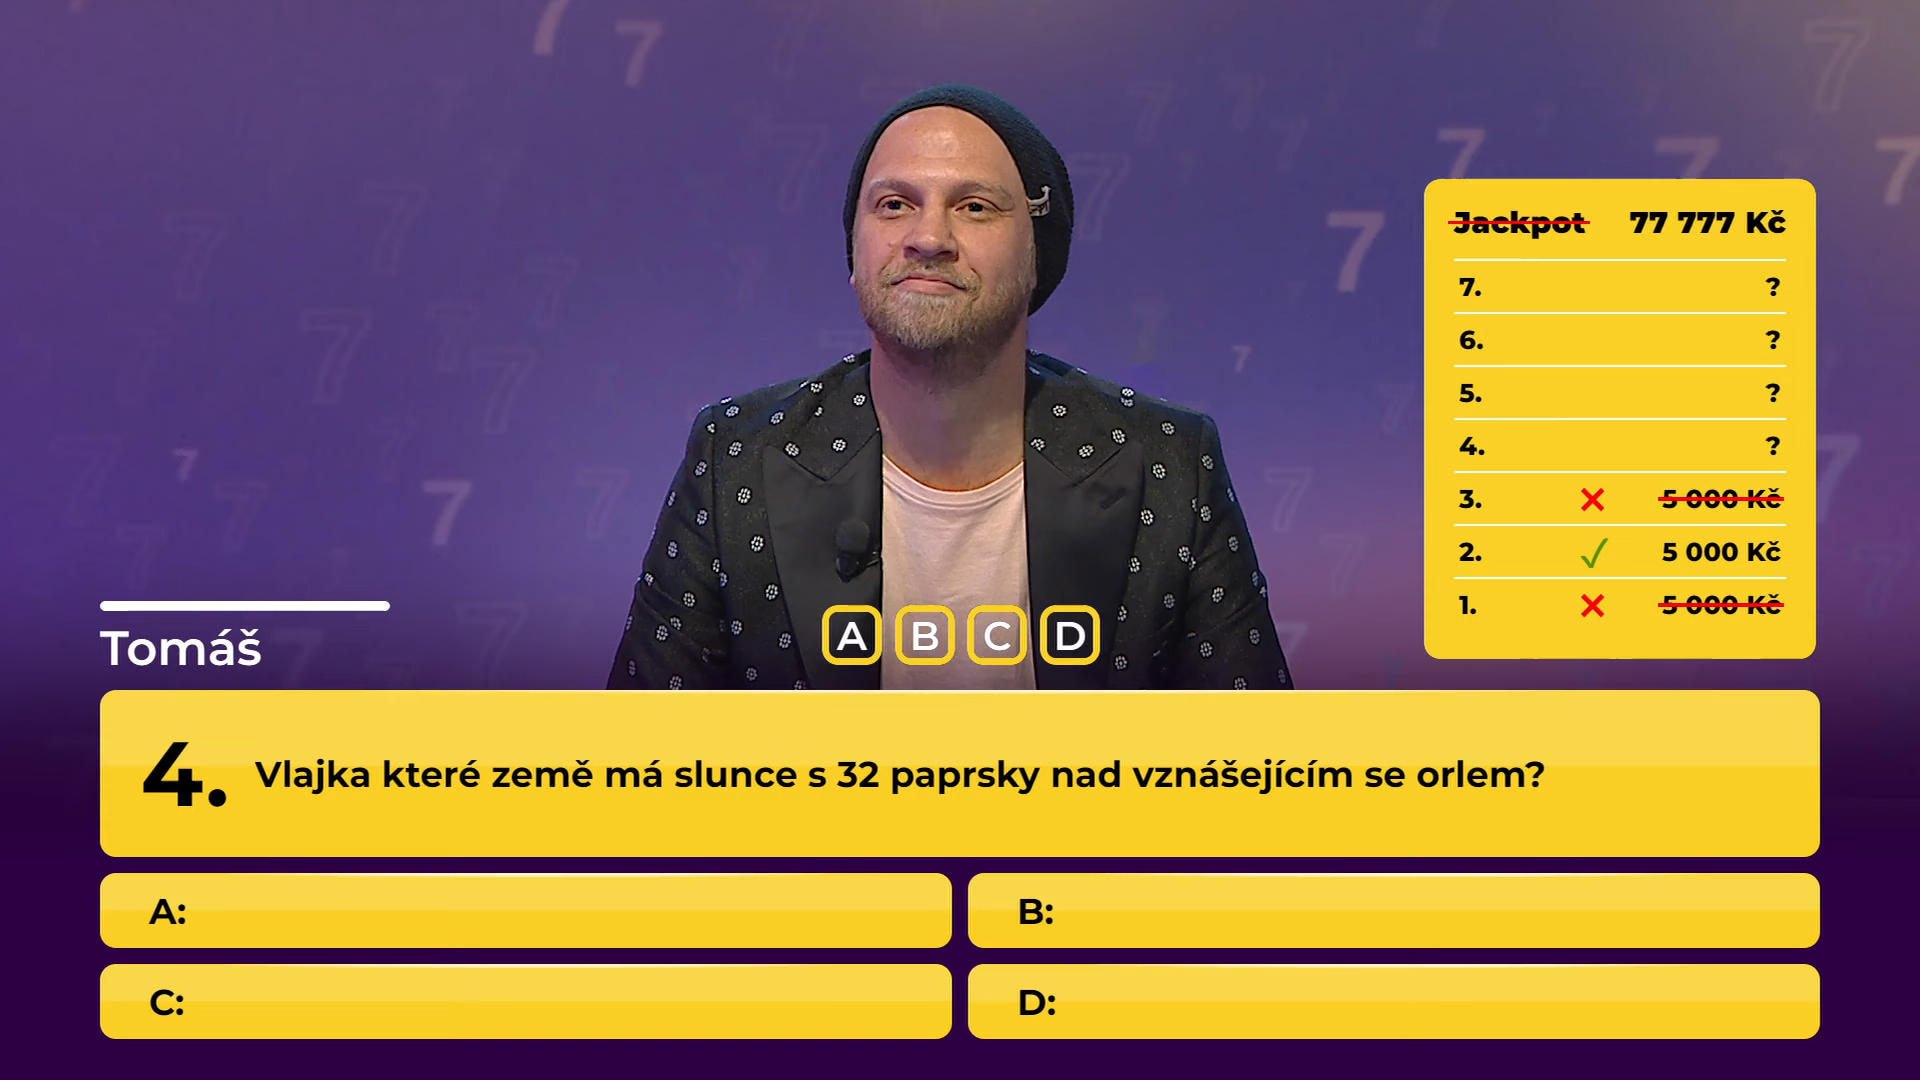 Jackpot 77 777 Kč
7. ?
6. ?
5. ?
4. ?
3. 5 000 Kč
2. 5 000 Kč
1. 5 000 Kč
Tomáš
A B C D
4. Vlajka které země má slunce s 32 paprsky nad vznášejícím se orlem?
A:
B:
C:
D: